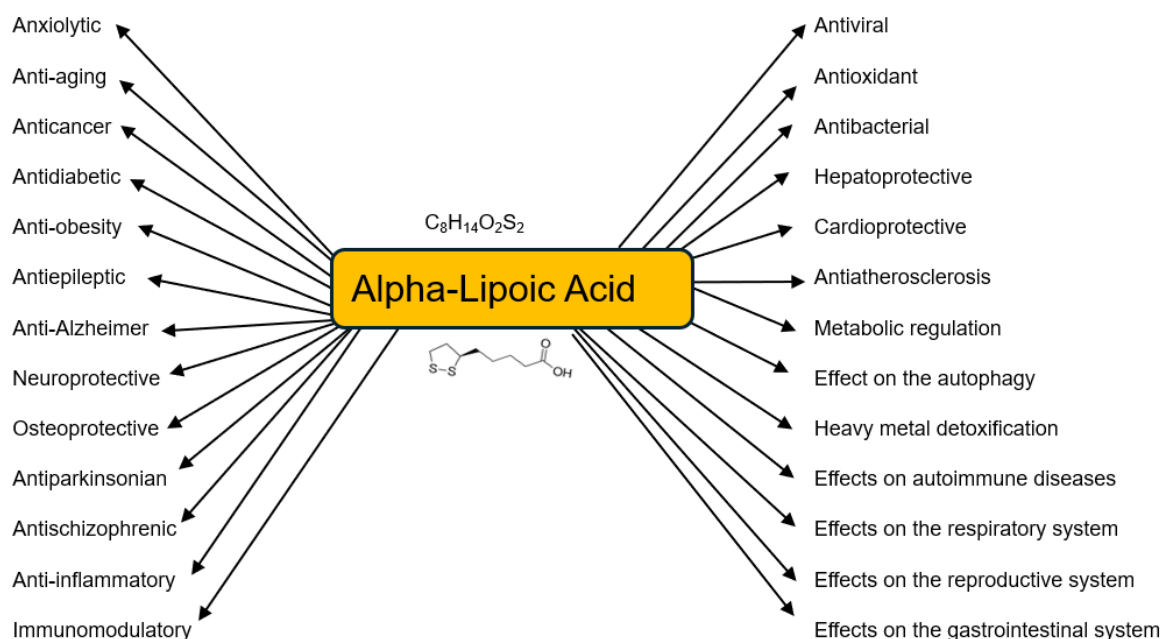 Anxiolytic
Anti-aging
Anticancer
Antidiabetic
Anti-obesity
Antiepileptic
Anti-Alzheimer
Neuroprotective
Osteoprotective
Antiparkinsonian
Antischizophrenic
Anti-inflammatory
Immunomodulatory
C₈H₁₄O₂S₂
Alpha-Lipoic Acid
O
S-S
OH
Antiviral
Antioxidant
Antibacterial
Hepatoprotective
Cardioprotective
Antiatherosclerosis
Metabolic regulation
Effect on the autophagy
Heavy metal detoxification
Effects on autoimmune diseases
Effects on the respiratory system
Effects on the reproductive system
Effects on the gastrointestinal system